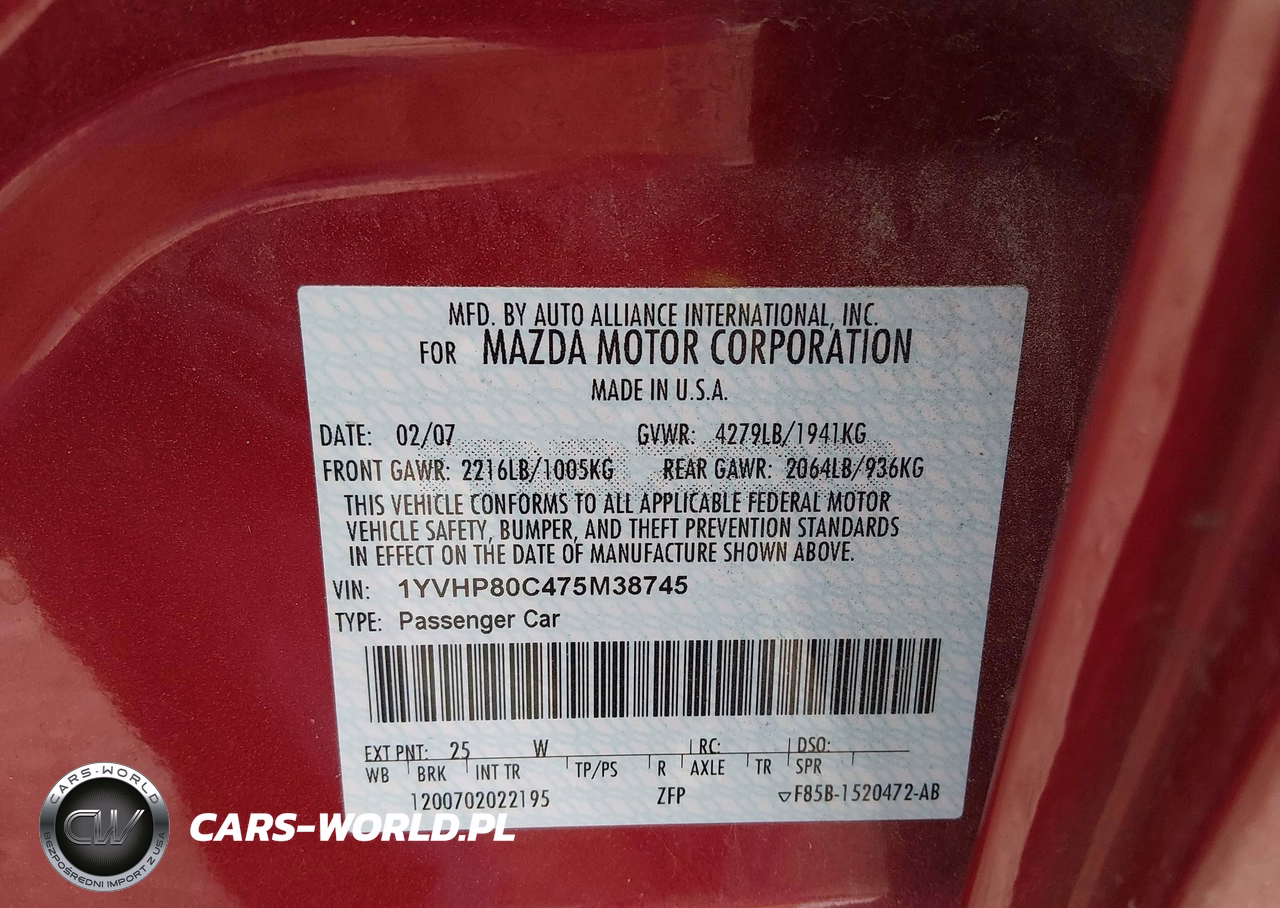 MFD. BY AUTO ALLIANCE INTERNATIONAL, INC.
FOR MAZDA MOTOR CORPORATION
MADE IN U.S.A.
DATE: 02/07 GVWR: 4279LB/1941KG
FRONT GAWR: 2216LB/1005KG REAR GAWR: 2064LB/936KG
THIS VEHICLE CONFORMS TO ALL APPLICABLE FEDERAL MOTOR
VEHICLE SAFETY, BUMPER, AND THEFT PREVENTION STANDARDS
IN EFFECT ON THE DATE OF MANUFACTURE SHOWN ABOVE.
VIN: 1YVHP80C475M38745
TYPE: Passenger Car
EXT PNT: 25 W RC: DSO:
WB BRK INT TR TP/PS R AXLE TR SPR
1200702022195 ZFP ▽F85B-1520472-AB
CARS-WORLD
CW
BEZPOŚREDNI IMPORT Z USA
CARS-WORLD.PL